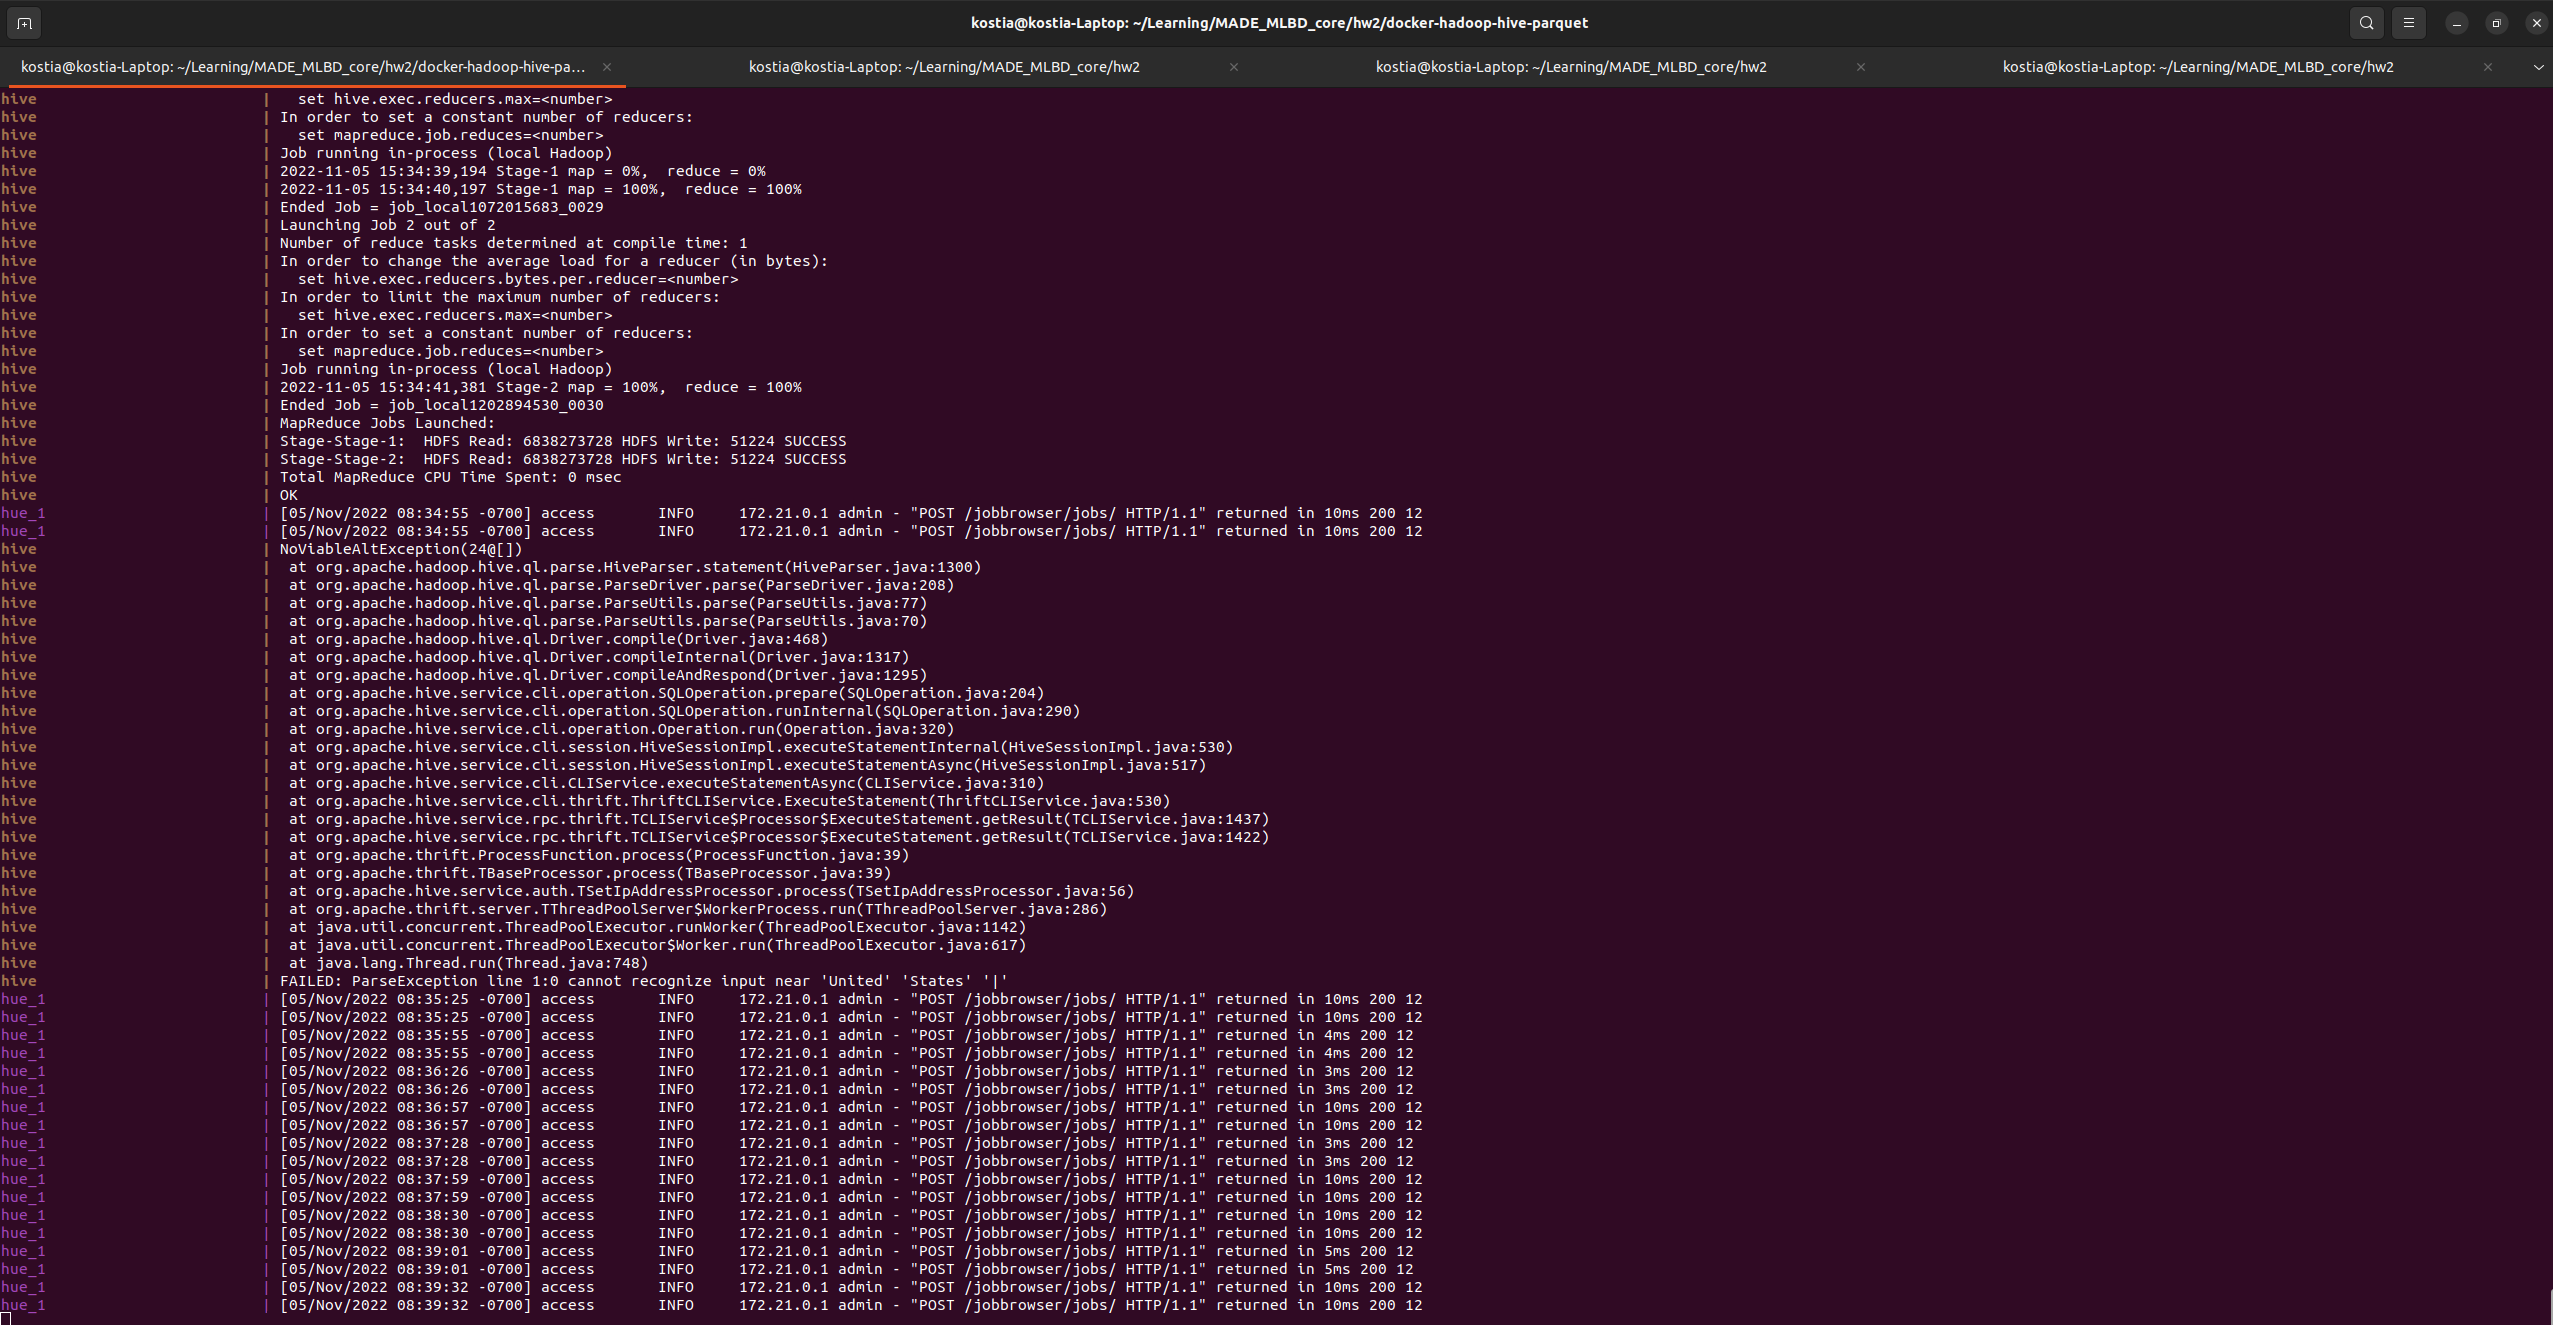 kostia@kostia-Laptop: ~/Learning/MADE_MLBD_core/hw2/docker-hadoop-hive-parquet
kostia@kostia-Laptop: ~/Learning/MADE_MLBD_core/hw2/docker-hadoop-hive-pa... × kostia@kostia-Laptop: ~/Learning/MADE_MLBD_core/hw2 × kostia@kostia-Laptop: ~/Learning/MADE_MLBD_core/hw2 × kostia@kostia-Laptop: ~/Learning/MADE_MLBD_core/hw2 ×
hive | set hive.exec.reducers.max=<number>
hive | In order to set a constant number of reducers:
hive | set mapreduce.job.reduces=<number>
hive | Job running in-process (local Hadoop)
hive | 2022-11-05 15:34:39,194 Stage-1 map = 0%, reduce = 0%
hive | 2022-11-05 15:34:40,197 Stage-1 map = 100%, reduce = 100%
hive | Ended Job = job_local1072015683_0029
hive | Launching Job 2 out of 2
hive | Number of reduce tasks determined at compile time: 1
hive | In order to change the average load for a reducer (in bytes):
hive | set hive.exec.reducers.bytes.per.reducer=<number>
hive | In order to limit the maximum number of reducers:
hive | set hive.exec.reducers.max=<number>
hive | In order to set a constant number of reducers:
hive | set mapreduce.job.reduces=<number>
hive | Job running in-process (local Hadoop)
hive | 2022-11-05 15:34:41,381 Stage-2 map = 100%, reduce = 100%
hive | Ended Job = job_local1202894530_0030
hive | MapReduce Jobs Launched:
hive | Stage-Stage-1: HDFS Read: 6838273728 HDFS Write: 51224 SUCCESS
hive | Stage-Stage-2: HDFS Read: 6838273728 HDFS Write: 51224 SUCCESS
hive | Total MapReduce CPU Time Spent: 0 msec
hive | OK
hue_1 | [05/Nov/2022 08:34:55 -0700] access INFO 172.21.0.1 admin - "POST /jobbrowser/jobs/ HTTP/1.1" returned in 10ms 200 12
hue_1 | [05/Nov/2022 08:34:55 -0700] access INFO 172.21.0.1 admin - "POST /jobbrowser/jobs/ HTTP/1.1" returned in 10ms 200 12
hive | NoViableAltException(24@[])
hive | at org.apache.hadoop.hive.ql.parse.HiveParser.statement(HiveParser.java:1300)
hive | at org.apache.hadoop.hive.ql.parse.ParseDriver.parse(ParseDriver.java:208)
hive | at org.apache.hadoop.hive.ql.parse.ParseUtils.parse(ParseUtils.java:77)
hive | at org.apache.hadoop.hive.ql.parse.ParseUtils.parse(ParseUtils.java:70)
hive | at org.apache.hadoop.hive.ql.Driver.compile(Driver.java:468)
hive | at org.apache.hadoop.hive.ql.Driver.compileInternal(Driver.java:1317)
hive | at org.apache.hadoop.hive.ql.Driver.compileAndRespond(Driver.java:1295)
hive | at org.apache.hive.service.cli.operation.SQLOperation.prepare(SQLOperation.java:204)
hive | at org.apache.hive.service.cli.operation.SQLOperation.runInternal(SQLOperation.java:290)
hive | at org.apache.hive.service.cli.operation.Operation.run(Operation.java:320)
hive | at org.apache.hive.service.cli.session.HiveSessionImpl.executeStatementInternal(HiveSessionImpl.java:530)
hive | at org.apache.hive.service.cli.session.HiveSessionImpl.executeStatementAsync(HiveSessionImpl.java:517)
hive | at org.apache.hive.service.cli.CLIService.executeStatementAsync(CLIService.java:310)
hive | at org.apache.hive.service.cli.thrift.ThriftCLIService.ExecuteStatement(ThriftCLIService.java:530)
hive | at org.apache.hive.service.rpc.thrift.TCLIService$Processor$ExecuteStatement.getResult(TCLIService.java:1437)
hive | at org.apache.hive.service.rpc.thrift.TCLIService$Processor$ExecuteStatement.getResult(TCLIService.java:1422)
hive | at org.apache.thrift.ProcessFunction.process(ProcessFunction.java:39)
hive | at org.apache.thrift.TBaseProcessor.process(TBaseProcessor.java:39)
hive | at org.apache.hive.service.auth.TSetIpAddressProcessor.process(TSetIpAddressProcessor.java:56)
hive | at org.apache.thrift.server.TThreadPoolServer$WorkerProcess.run(TThreadPoolServer.java:286)
hive | at java.util.concurrent.ThreadPoolExecutor.runWorker(ThreadPoolExecutor.java:1142)
hive | at java.util.concurrent.ThreadPoolExecutor$Worker.run(ThreadPoolExecutor.java:617)
hive | at java.lang.Thread.run(Thread.java:748)
hive | FAILED: ParseException line 1:0 cannot recognize input near 'United' 'States' '|'
hue_1 | [05/Nov/2022 08:35:25 -0700] access INFO 172.21.0.1 admin - "POST /jobbrowser/jobs/ HTTP/1.1" returned in 10ms 200 12
hue_1 | [05/Nov/2022 08:35:25 -0700] access INFO 172.21.0.1 admin - "POST /jobbrowser/jobs/ HTTP/1.1" returned in 10ms 200 12
hue_1 | [05/Nov/2022 08:35:55 -0700] access INFO 172.21.0.1 admin - "POST /jobbrowser/jobs/ HTTP/1.1" returned in 4ms 200 12
hue_1 | [05/Nov/2022 08:35:55 -0700] access INFO 172.21.0.1 admin - "POST /jobbrowser/jobs/ HTTP/1.1" returned in 4ms 200 12
hue_1 | [05/Nov/2022 08:36:26 -0700] access INFO 172.21.0.1 admin - "POST /jobbrowser/jobs/ HTTP/1.1" returned in 3ms 200 12
hue_1 | [05/Nov/2022 08:36:26 -0700] access INFO 172.21.0.1 admin - "POST /jobbrowser/jobs/ HTTP/1.1" returned in 3ms 200 12
hue_1 | [05/Nov/2022 08:36:57 -0700] access INFO 172.21.0.1 admin - "POST /jobbrowser/jobs/ HTTP/1.1" returned in 10ms 200 12
hue_1 | [05/Nov/2022 08:36:57 -0700] access INFO 172.21.0.1 admin - "POST /jobbrowser/jobs/ HTTP/1.1" returned in 10ms 200 12
hue_1 | [05/Nov/2022 08:37:28 -0700] access INFO 172.21.0.1 admin - "POST /jobbrowser/jobs/ HTTP/1.1" returned in 3ms 200 12
hue_1 | [05/Nov/2022 08:37:28 -0700] access INFO 172.21.0.1 admin - "POST /jobbrowser/jobs/ HTTP/1.1" returned in 3ms 200 12
hue_1 | [05/Nov/2022 08:37:59 -0700] access INFO 172.21.0.1 admin - "POST /jobbrowser/jobs/ HTTP/1.1" returned in 10ms 200 12
hue_1 | [05/Nov/2022 08:37:59 -0700] access INFO 172.21.0.1 admin - "POST /jobbrowser/jobs/ HTTP/1.1" returned in 10ms 200 12
hue_1 | [05/Nov/2022 08:38:30 -0700] access INFO 172.21.0.1 admin - "POST /jobbrowser/jobs/ HTTP/1.1" returned in 10ms 200 12
hue_1 | [05/Nov/2022 08:38:30 -0700] access INFO 172.21.0.1 admin - "POST /jobbrowser/jobs/ HTTP/1.1" returned in 10ms 200 12
hue_1 | [05/Nov/2022 08:39:01 -0700] access INFO 172.21.0.1 admin - "POST /jobbrowser/jobs/ HTTP/1.1" returned in 5ms 200 12
hue_1 | [05/Nov/2022 08:39:01 -0700] access INFO 172.21.0.1 admin - "POST /jobbrowser/jobs/ HTTP/1.1" returned in 5ms 200 12
hue_1 | [05/Nov/2022 08:39:32 -0700] access INFO 172.21.0.1 admin - "POST /jobbrowser/jobs/ HTTP/1.1" returned in 10ms 200 12
hue_1 | [05/Nov/2022 08:39:32 -0700] access INFO 172.21.0.1 admin - "POST /jobbrowser/jobs/ HTTP/1.1" returned in 10ms 200 12